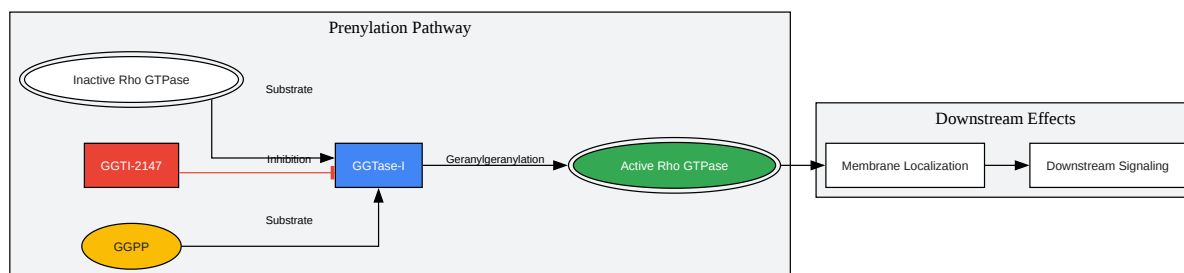 Prenylation Pathway
Inactive Rho GTPase
Substrate
GGTI-2147
Inhibition
GGTase-I
Geranylgeranylation
Active Rho GTPase
Substrate
GGPP
Downstream Effects
Membrane Localization
Downstream Signaling